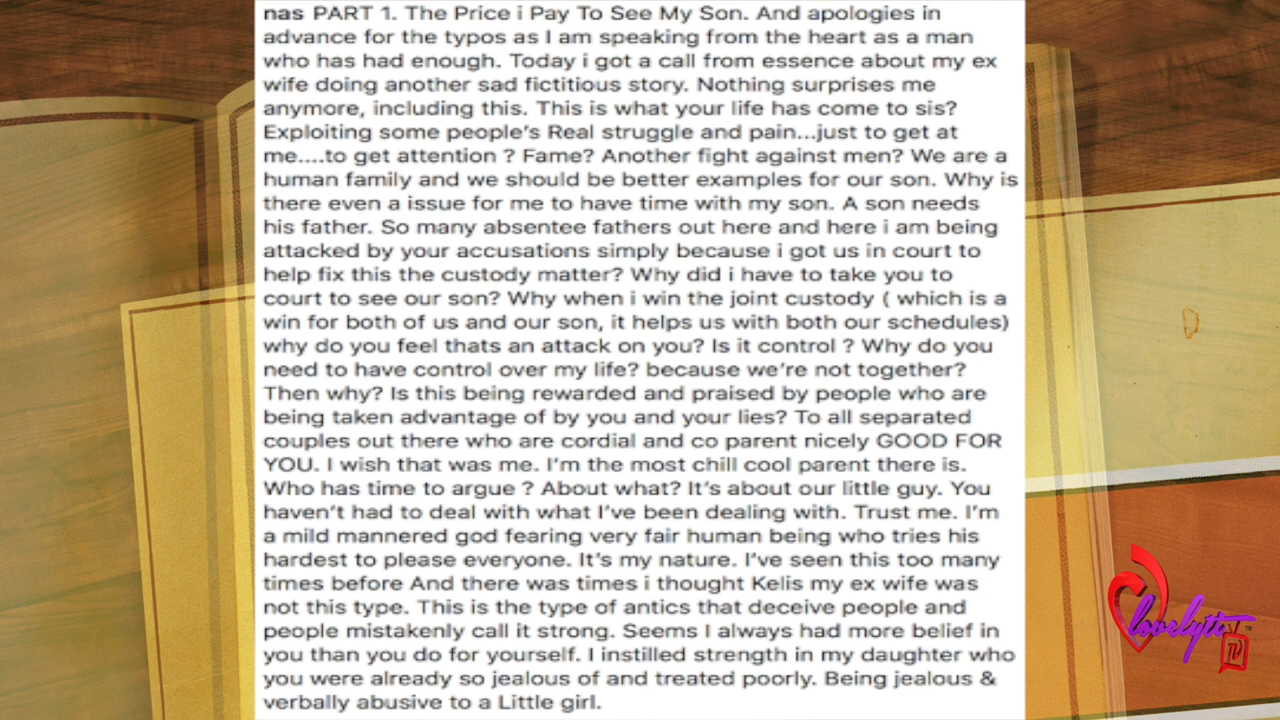 nas PART 1. The Price i Pay To See My Son. And apologies in
advance for the typos as I am speaking from the heart as a man
who has had enough. Today i got a call from essence about my ex
wife doing another sad fictitious story. Nothing surprises me
anymore, including this. This is what your life has come to sis?
Exploiting some people's Real struggle and pain...just to get at
me....to get attention ? Fame? Another fight against men? We are a
human family and we should be better examples for our son. Why is
there even a issue for me to have time with my son. A son needs
his father. So many absentee fathers out here and here i am being
attacked by your accusations simply because i got us in court to
help fix this the custody matter? Why did i have to take you to
court to see our son? Why when i win the joint custody ( which is a
win for both of us and our son, it helps us with both our schedules)
why do you feel thats an attack on you? Is it control ? Why do you
need to have control over my life? because we're not together?
Then why? Is this being rewarded and praised by people who are
being taken advantage of by you and your lies? To all separated
couples out there who are cordial and co parent nicely GOOD FOR
YOU. I wish that was me. I'm the most chill cool parent there is.
Who has time to argue ? About what? It's about our little guy. You
haven't had to deal with what I've been dealing with. Trust me. I'm
a mild mannered god fearing very fair human being who tries his
hardest to please everyone. It's my nature. I've seen this too many
times before And there was times i thought Kelis my ex wife was
not this type. This is the type of antics that deceive people and
people mistakenly call it strong. Seems I always had more belief in
you than you do for yourself. I instilled strength in my daughter who
you were already so jealous of and treated poorly. Being jealous &
verbally abusive to a Little girl.
lovelyti
TV